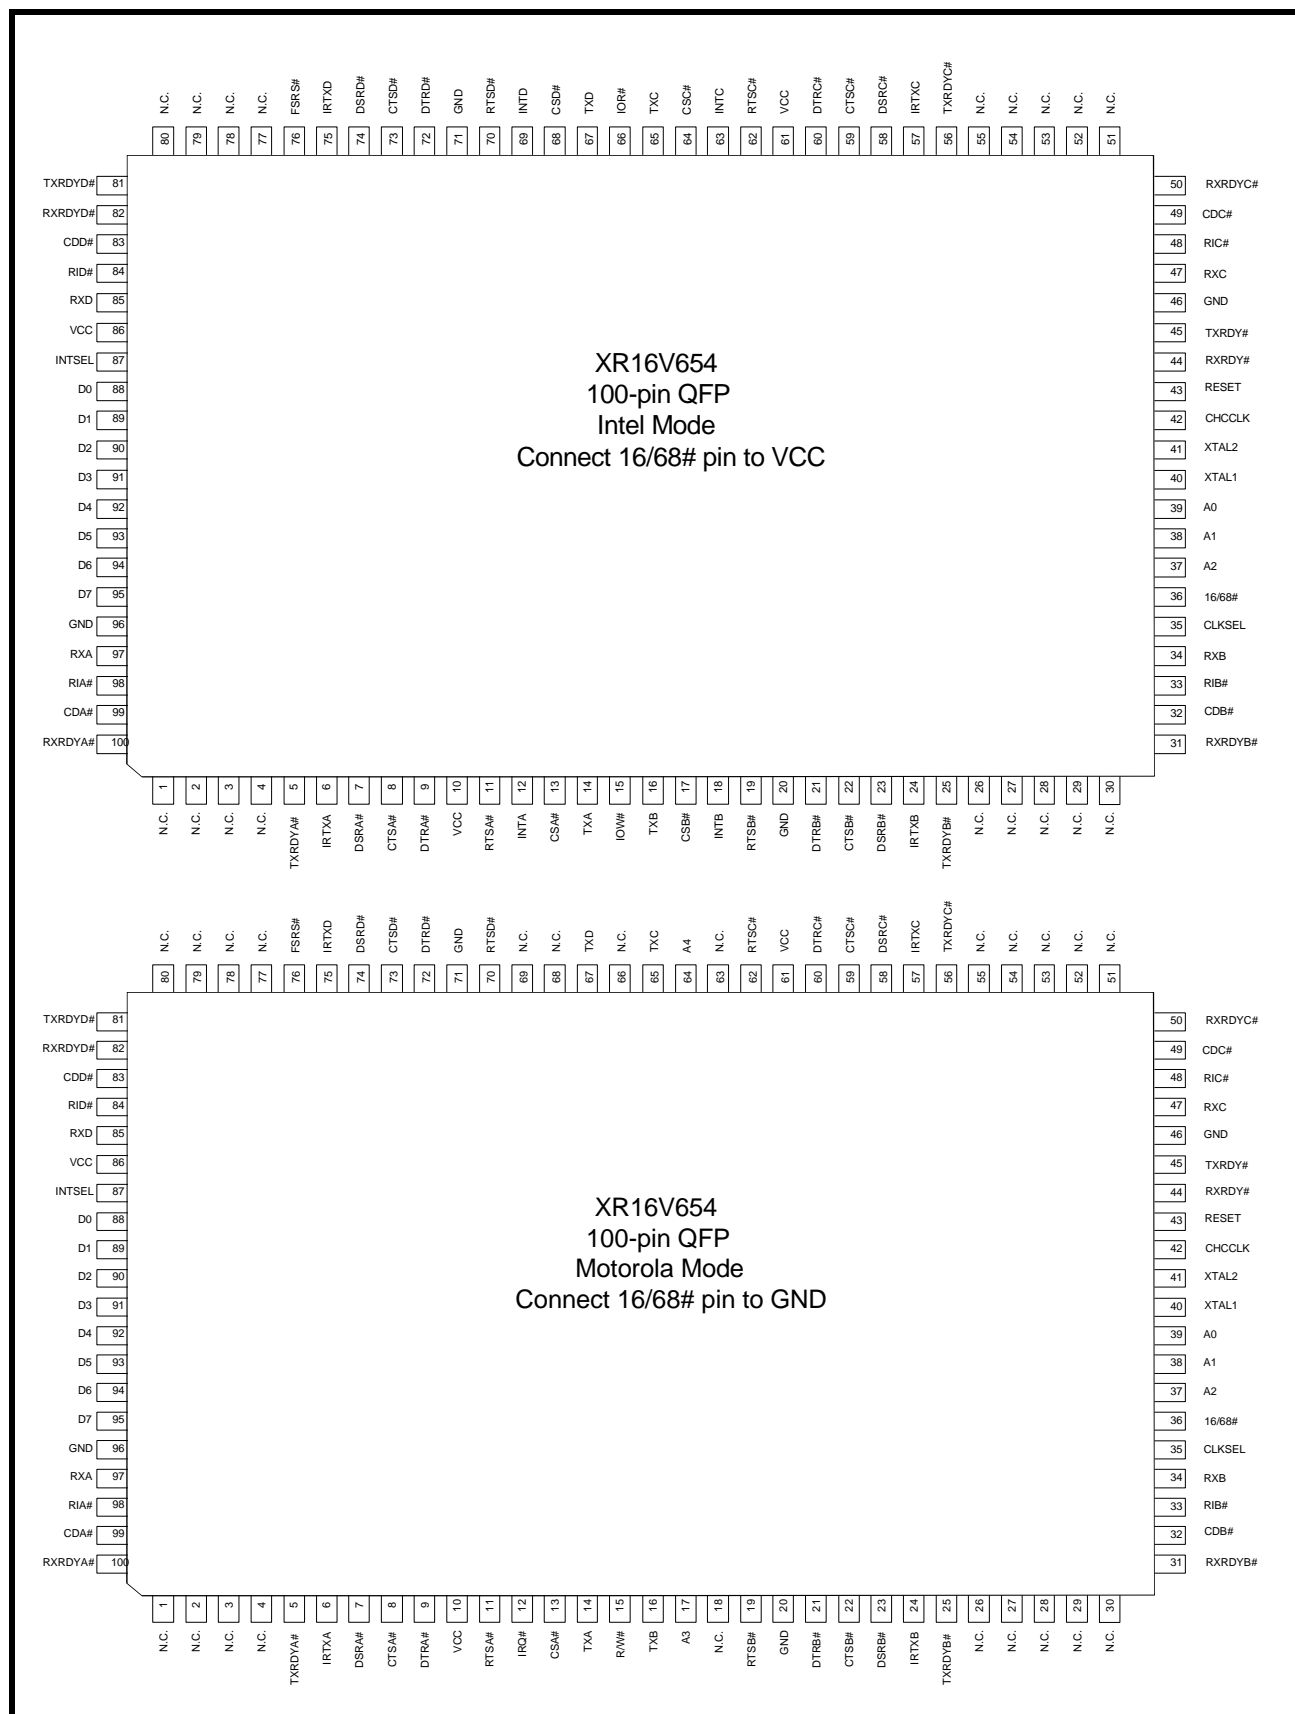 N.C. N.C. N.C. N.C. FSRS# IRTXD DSRD# CTSD# DTRD# GND RTSD# INTD CSD# TXD IOR# TXC CSC# INTC RTSC# VCC DTRC# CTSC# DSRC# IRTXC TXRDYC# N.C. N.C. N.C. N.C. N.C.
80 79 78 77 76 75 74 73 72 71 70 69 68 67 66 65 64 63 62 61 60 59 58 57 56 55 54 53 52 51
TXRDYD# 81 50 RXRDYC#
RXRDYD# 82 49 CDC#
CDD# 83 48 RIC#
RID# 84 47 RXC
RXD 85 46 GND
VCC 86 45 TXRDY#
INTSEL 87 44 RXRDY#
D0 88 43 RESET
D1 89 42 CHCCLK
D2 90 41 XTAL2
D3 91 40 XTAL1
D4 92 39 A0
D5 93 38 A1
D6 94 37 A2
D7 95 36 16/68#
GND 96 35 CLKSEL
RXA 97 34 RXB
RIA# 98 33 RIB#
CDA# 99 32 CDB#
RXRDYA# 100 31 RXRDYB#
XR16V654
100-pin QFP
Intel Mode
Connect 16/68# pin to VCC
1 2 3 4 5 6 7 8 9 10 11 12 13 14 15 16 17 18 19 20 21 22 23 24 25 26 27 28 29 30
N.C. N.C. N.C. N.C. TXRDYA# IRTXA DSRA# CTSA# DTRA# VCC RTSA# INTA CSA# TXA IOW# TXB CSB# INTB RTSB# GND DTRB# CTSB# DSRB# IRTXB TXRDYB# N.C. N.C. N.C. N.C. N.C.
N.C. N.C. N.C. N.C. FSRS# IRTXD DSRD# CTSD# DTRD# GND RTSD# N.C. N.C. TXD N.C. TXC A4 N.C. RTSC# VCC DTRC# CTSC# DSRC# IRTXC TXRDYC# N.C. N.C. N.C. N.C. N.C.
80 79 78 77 76 75 74 73 72 71 70 69 68 67 66 65 64 63 62 61 60 59 58 57 56 55 54 53 52 51
TXRDYD# 81 50 RXRDYC#
RXRDYD# 82 49 CDC#
CDD# 83 48 RIC#
RID# 84 47 RXC
RXD 85 46 GND
VCC 86 45 TXRDY#
INTSEL 87 44 RXRDY#
D0 88 43 RESET
D1 89 42 CHCCLK
D2 90 41 XTAL2
D3 91 40 XTAL1
D4 92 39 A0
D5 93 38 A1
D6 94 37 A2
D7 95 36 16/68#
GND 96 35 CLKSEL
RXA 97 34 RXB
RIA# 98 33 RIB#
CDA# 99 32 CDB#
RXRDYA# 100 31 RXRDYB#
XR16V654
100-pin QFP
Motorola Mode
Connect 16/68# pin to GND
1 2 3 4 5 6 7 8 9 10 11 12 13 14 15 16 17 18 19 20 21 22 23 24 25 26 27 28 29 30
N.C. N.C. N.C. N.C. TXRDYA# IRTXA DSRA# CTSA# DTRA# VCC RTSA# IRQ# CSA# TXA R/W# TXB A3 N.C. RTSB# GND DTRB# CTSB# DSRB# IRTXB TXRDYB# N.C. N.C. N.C. N.C. N.C.